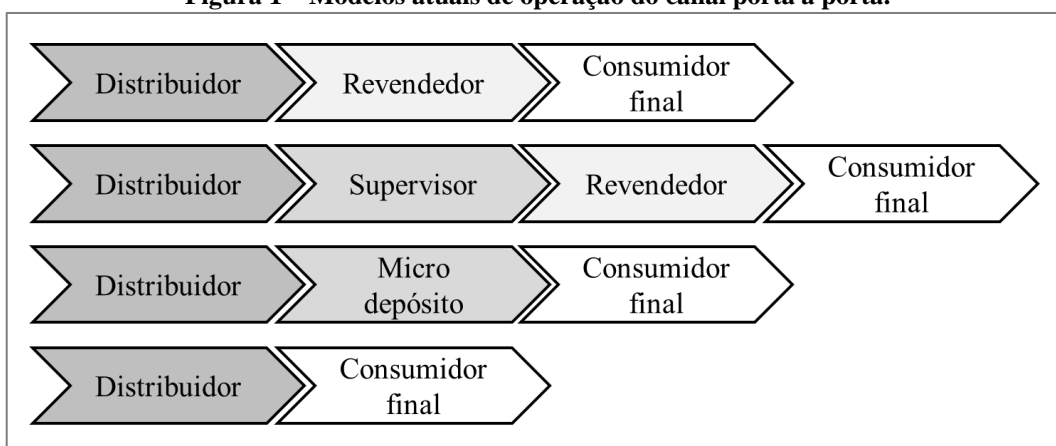 Figura 1 – Modelos atuais de operação do canal porta a porta.
Distribuidor
Revendedor
Consumidor
final
Distribuidor
Supervisor
Revendedor
Consumidor
final
Distribuidor
Micro
depósito
Consumidor
final
Distribuidor
Consumidor
final